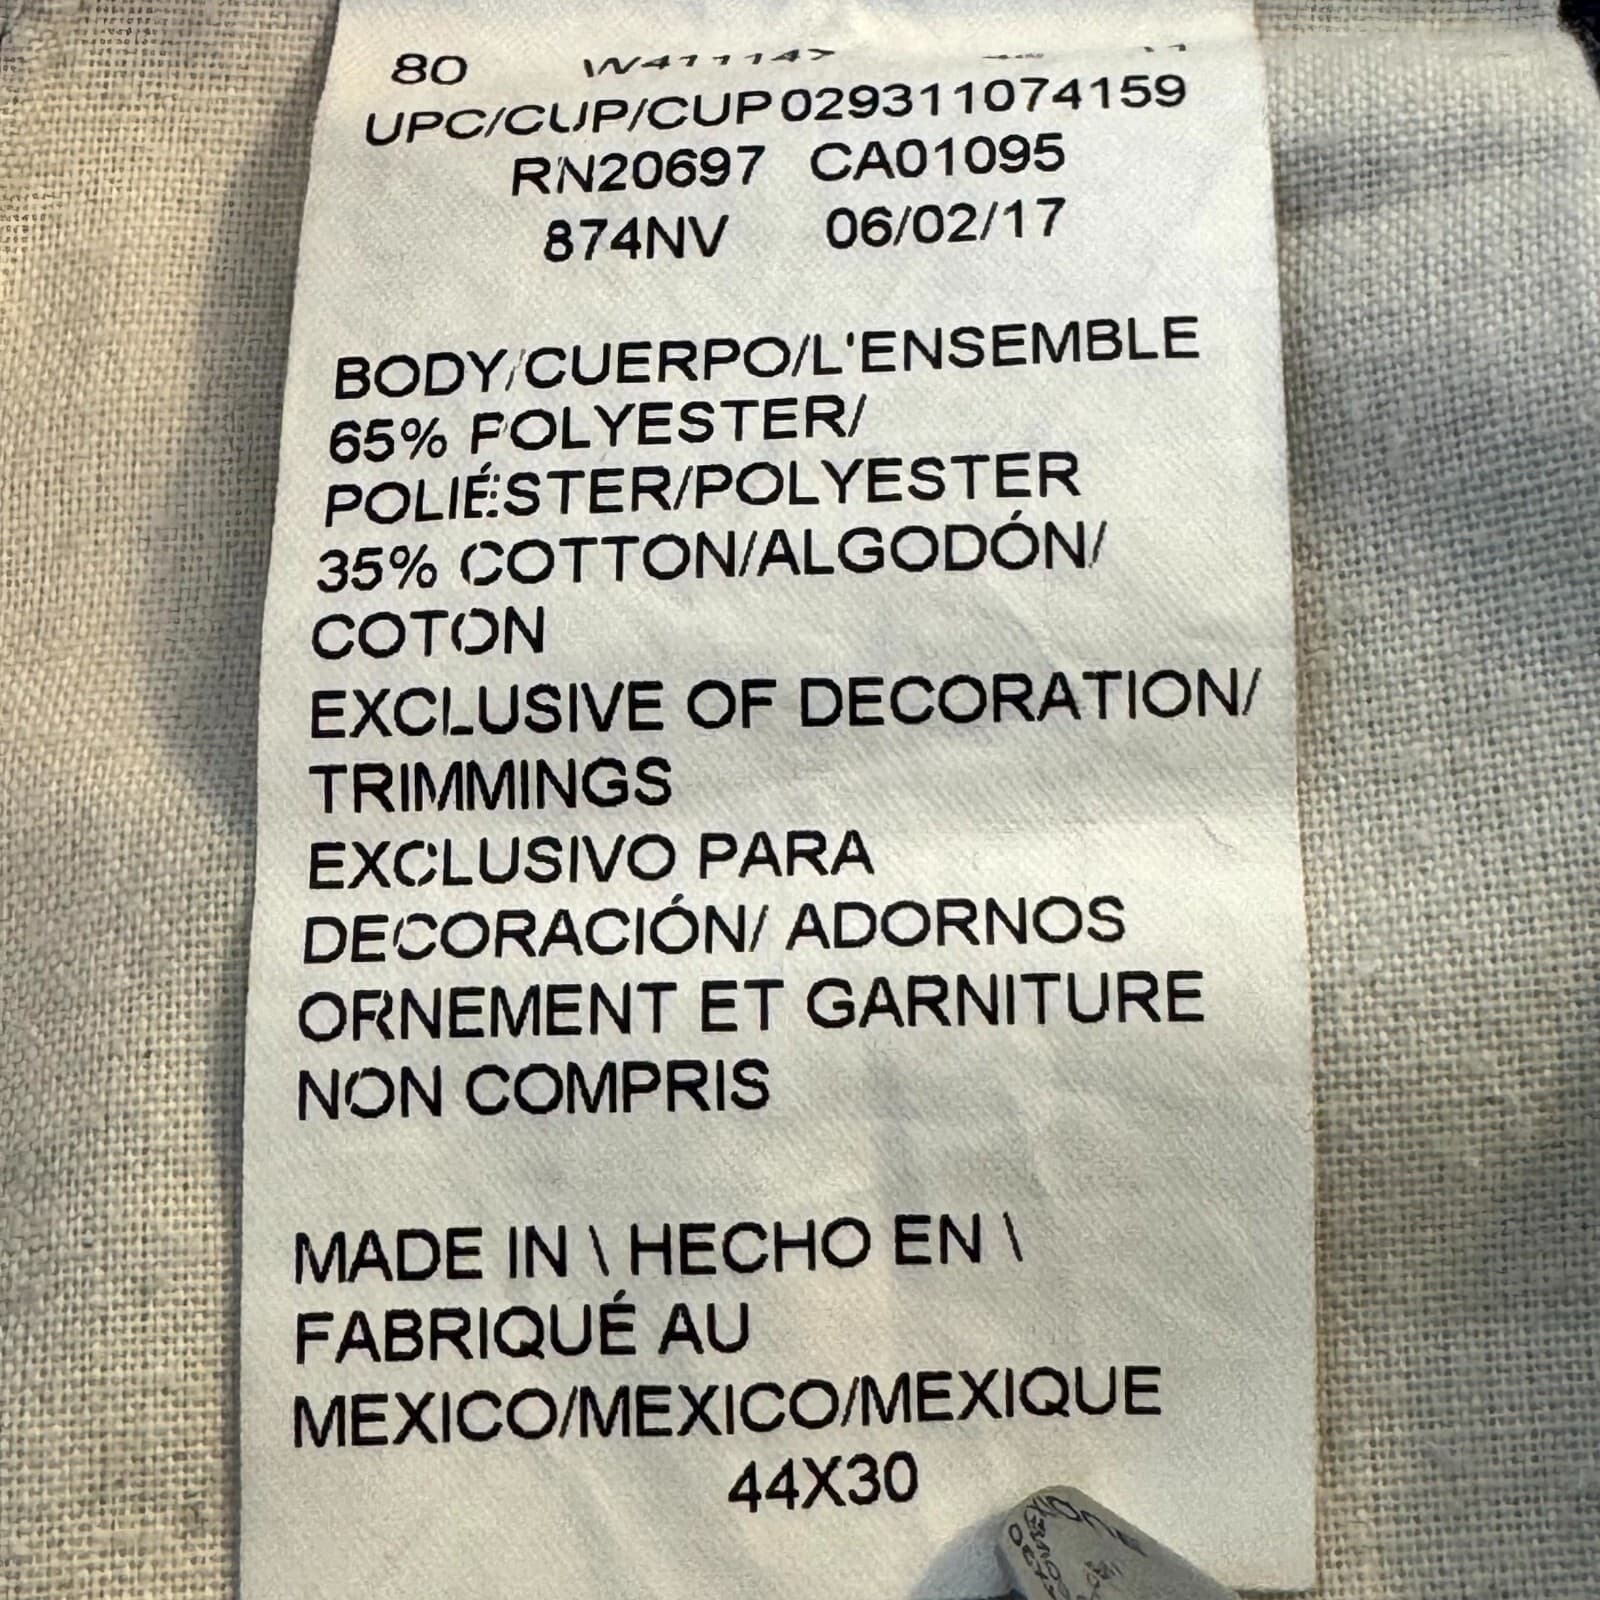 80
UPC/CUP/CUP 029311074159
RN20697 CA01095
874NV 06/02/17
BODY/CUERPO/L'ENSEMBLE
65% POLYESTER/
POLIÉSTER/POLYESTER
35% COTTON/ALGODÓN/
COTON
EXCLUSIVE OF DECORATION/
TRIMMINGS
EXCLUSIVO PARA
DECORACIÓN/ ADORNOS
ORNEMENT ET GARNITURE
NON COMPRIS
MADE IN \ HECHO EN \
FABRIQUÉ AU
MEXICO/MEXICO/MEXIQUE
44X30